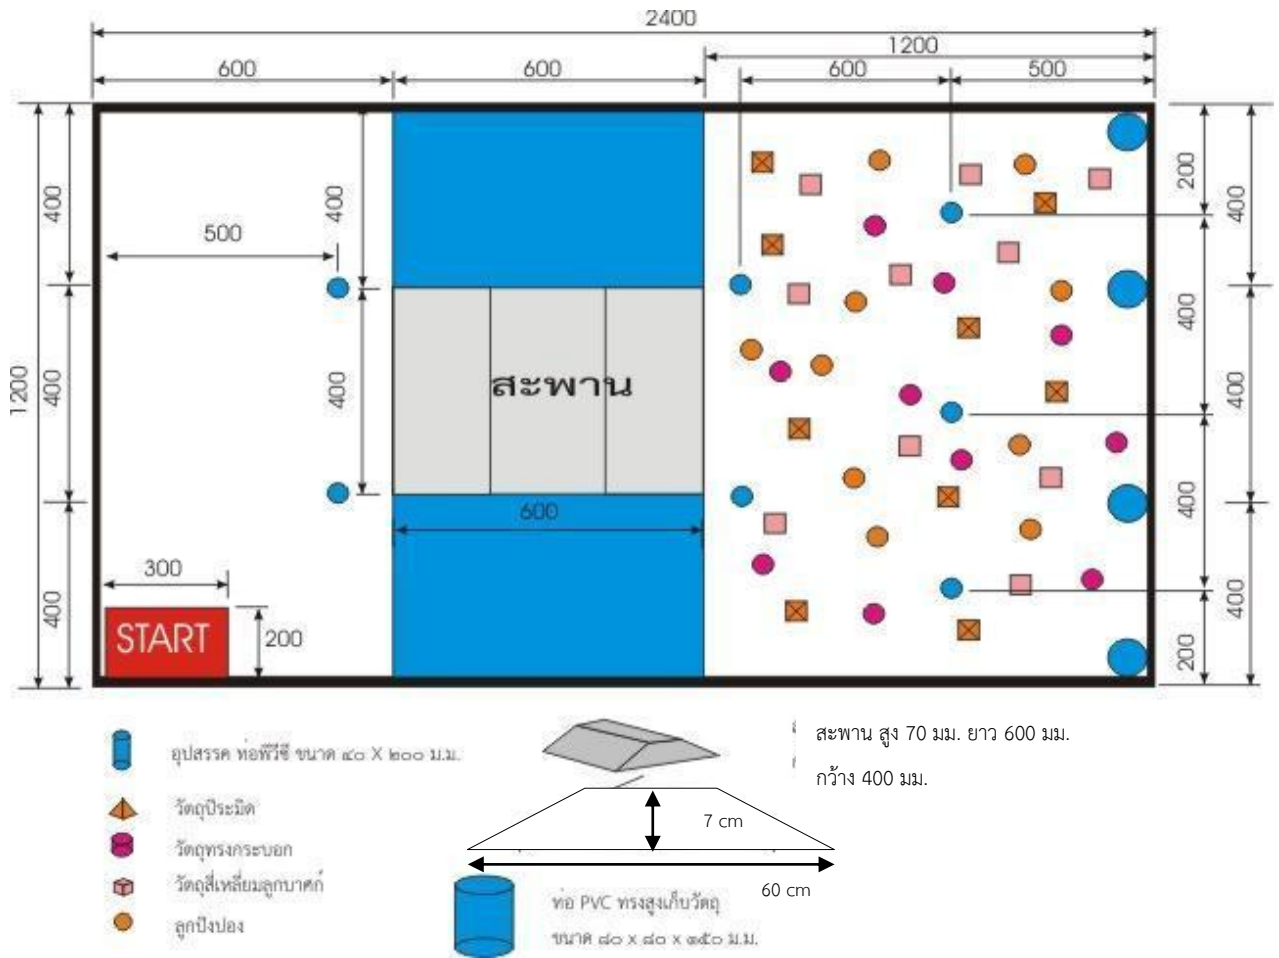 2400
1200
600
600
600
500
400
400
200
400
500
400
1200
400
400
สะพาน
400
400
400
600
400
400
300
START
200
200
400
อุปสรรค ท่อพีวีซี ขนาด ๔๐ X ๒๐๐ ม.ม.
วัตถุปิระมิด
วัตถุทรงกระบอก
วัตถุสี่เหลี่ยมลูกบาศก์
ลูกปิงปอง
สะพาน สูง 70 มม. ยาว 600 มม.
กว้าง 400 มม.
7 cm
60 cm
ท่อ PVC ทรงสูงเก็บวัตถุ
ขนาด ๘๐ x ๘๐ x ๑๕๐ ม.ม.